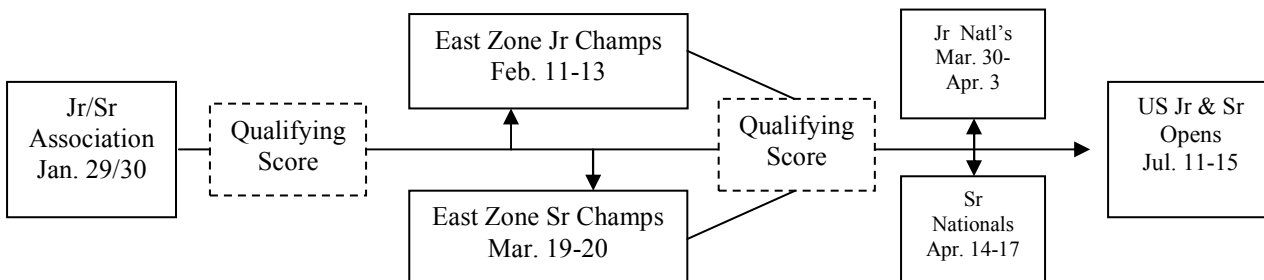 Jr/Sr
Association
Jan. 29/30
Qualifying
Score
East Zone Jr Champs
Feb. 11-13
East Zone Sr Champs
Mar. 19-20
Qualifying
Score
Jr Natl’s
Mar. 30-
Apr. 3
Sr
Nationals
Apr. 14-17
US Jr & Sr
Opens
Jul. 11-15